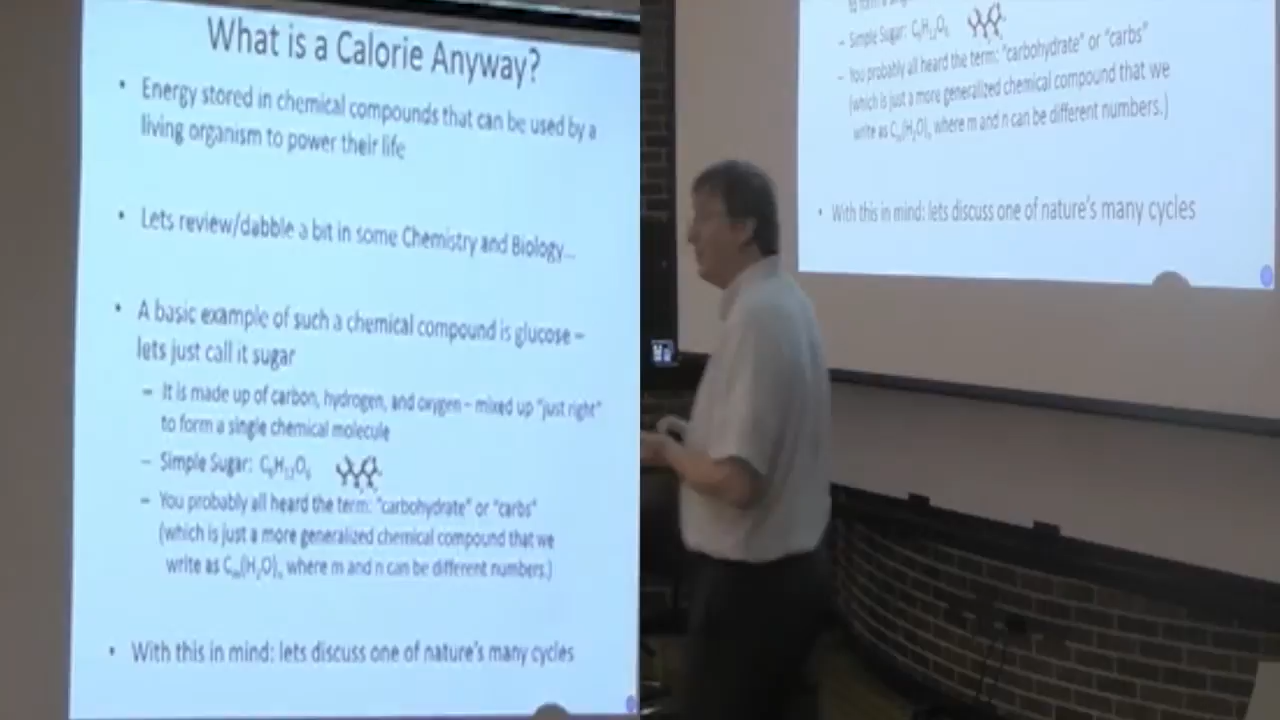 What is a Calorie Anyway?
• Energy stored in chemical compounds that can be used by a
living organism to power their life
• Lets review/dabble a bit in some Chemistry and Biology...
• A basic example of such a chemical compound is glucose –
lets just call it sugar
– It is made up of carbon, hydrogen, and oxygen – mixed up "just right"
to form a single chemical molecule
– Simple Sugar: C₆H₁₂O₆
– You probably all heard the term: "carbohydrate" or "carbs"
(which is just a more generalized chemical compound that we
write as Cₘ(H₂O)ₙ where m and n can be different numbers.)
• With this in mind: lets discuss one of nature's many cycles
– Simple Sugar: C₆H₁₂O₆
– You probably all heard the term: "carbohydrate" or "carbs"
(which is just a more generalized chemical compound that we
write as Cₘ(H₂O)ₙ where m and n can be different numbers.)
• With this in mind: lets discuss one of nature's many cycles